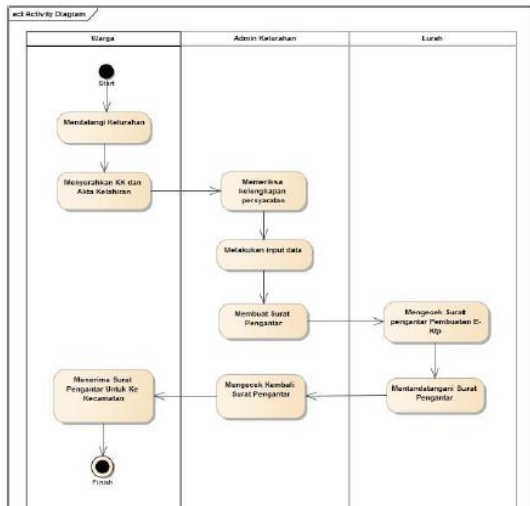 act Activity Diagram
Warga
Admin Kelurahan
Lurah
Start
Mendatangi Kelurahan
Menyerahkan KK dan
Akta Kelahiran
Memeriksa
kelengkapan
persyaratan
Melakukan input data
Membuat Surat
Pengantar
Mengecek Surat
pengantar Pembuatan E-
Ktp
Mentandatangani Surat
Pengantar
Mengecek Kembali
Surat Pengantar
Menerima Surat
Pengantar Untuk Ke
Kecamatan
Finish